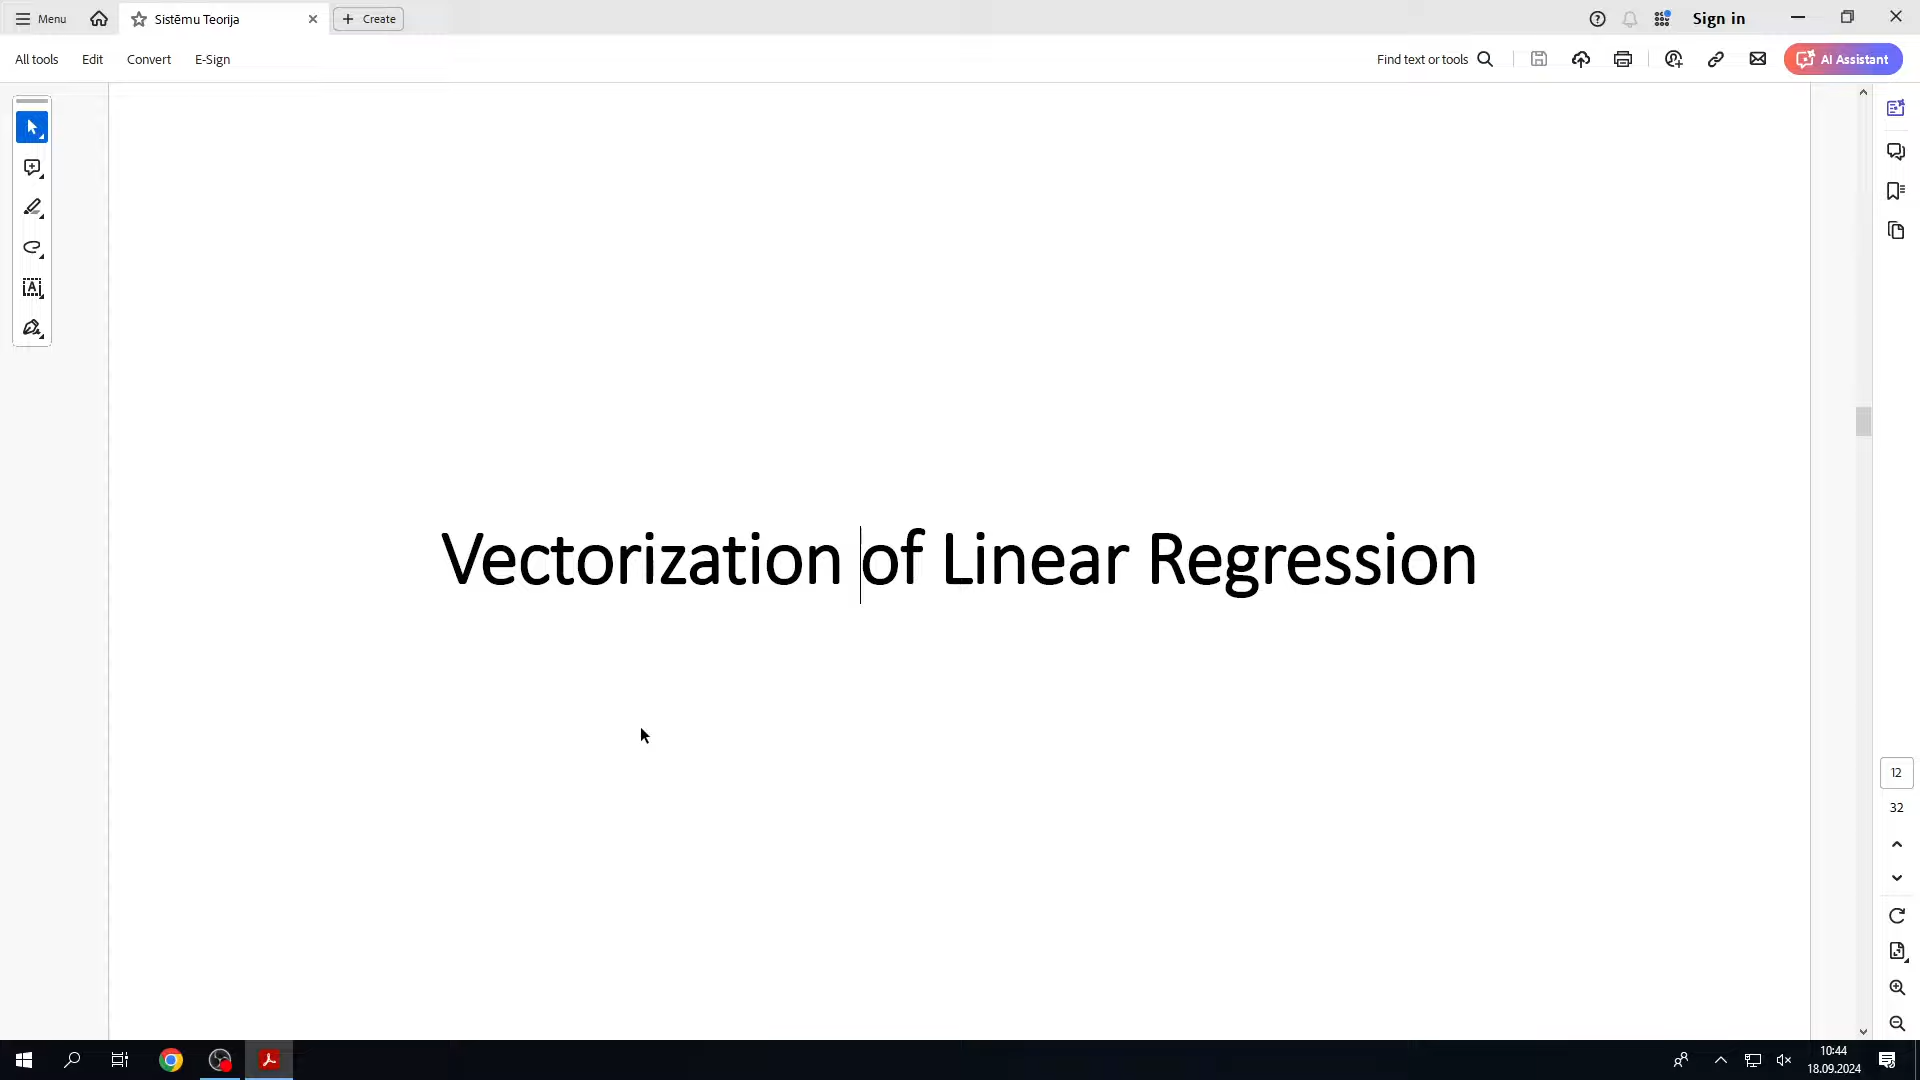 Menu
Sistēmu Teorija
Create
Sign in
All tools
Edit
Convert
E-Sign
Find text or tools
AI Assistant
Vectorization of Linear Regression
12
32
10:44
18.09.2024